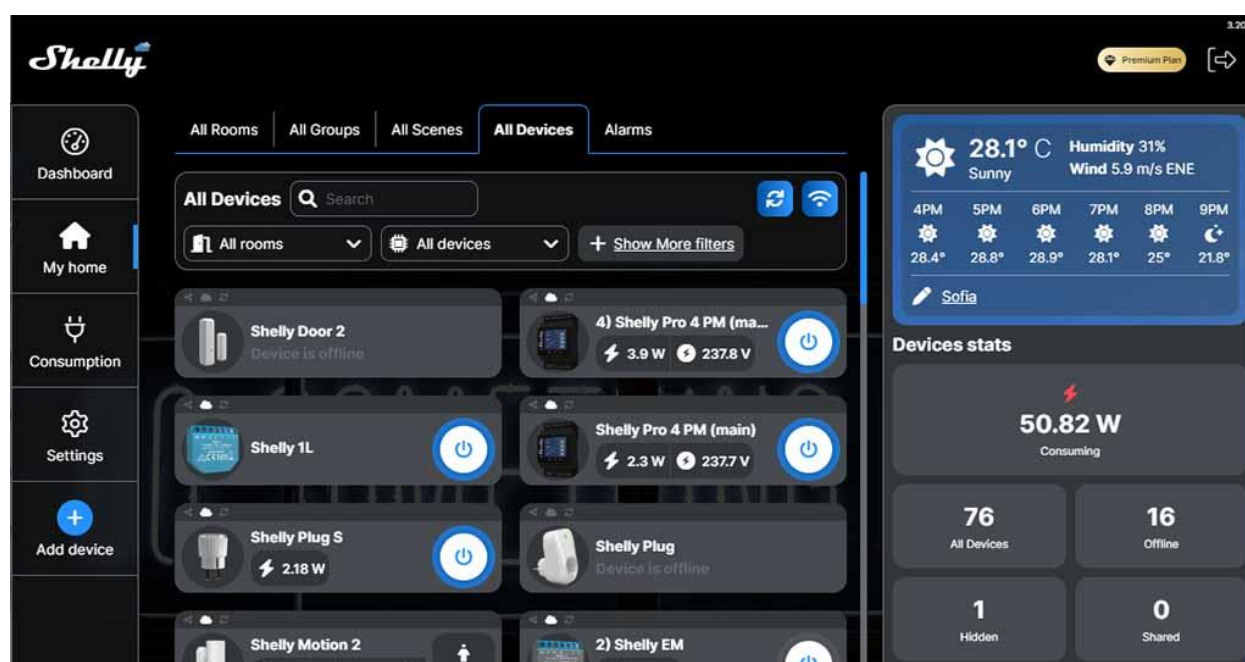 3.20
Shelly
Premium Plan
Dashboard
My home
Consumption
Settings
Add device
All Rooms
All Groups
All Scenes
All Devices
Alarms
All Devices
Search
All rooms
All devices
+ Show More filters
Shelly Door 2
Device is offline
4) Shelly Pro 4 PM (ma...
3.9 W 237.8 V
Shelly 1L
Shelly Pro 4 PM (main)
2.3 W 237.7 V
Shelly Plug S
2.18 W
Shelly Plug
Device is offline
Shelly Motion 2
2) Shelly EM
28.1° C
Sunny
Humidity 31%
Wind 5.9 m/s ENE
4PM 5PM 6PM 7PM 8PM 9PM
28.4° 28.8° 28.9° 28.1° 25° 21.8°
Sofia
Devices stats
50.82 W
Consuming
76
All Devices
16
Offline
1
Hidden
0
Shared